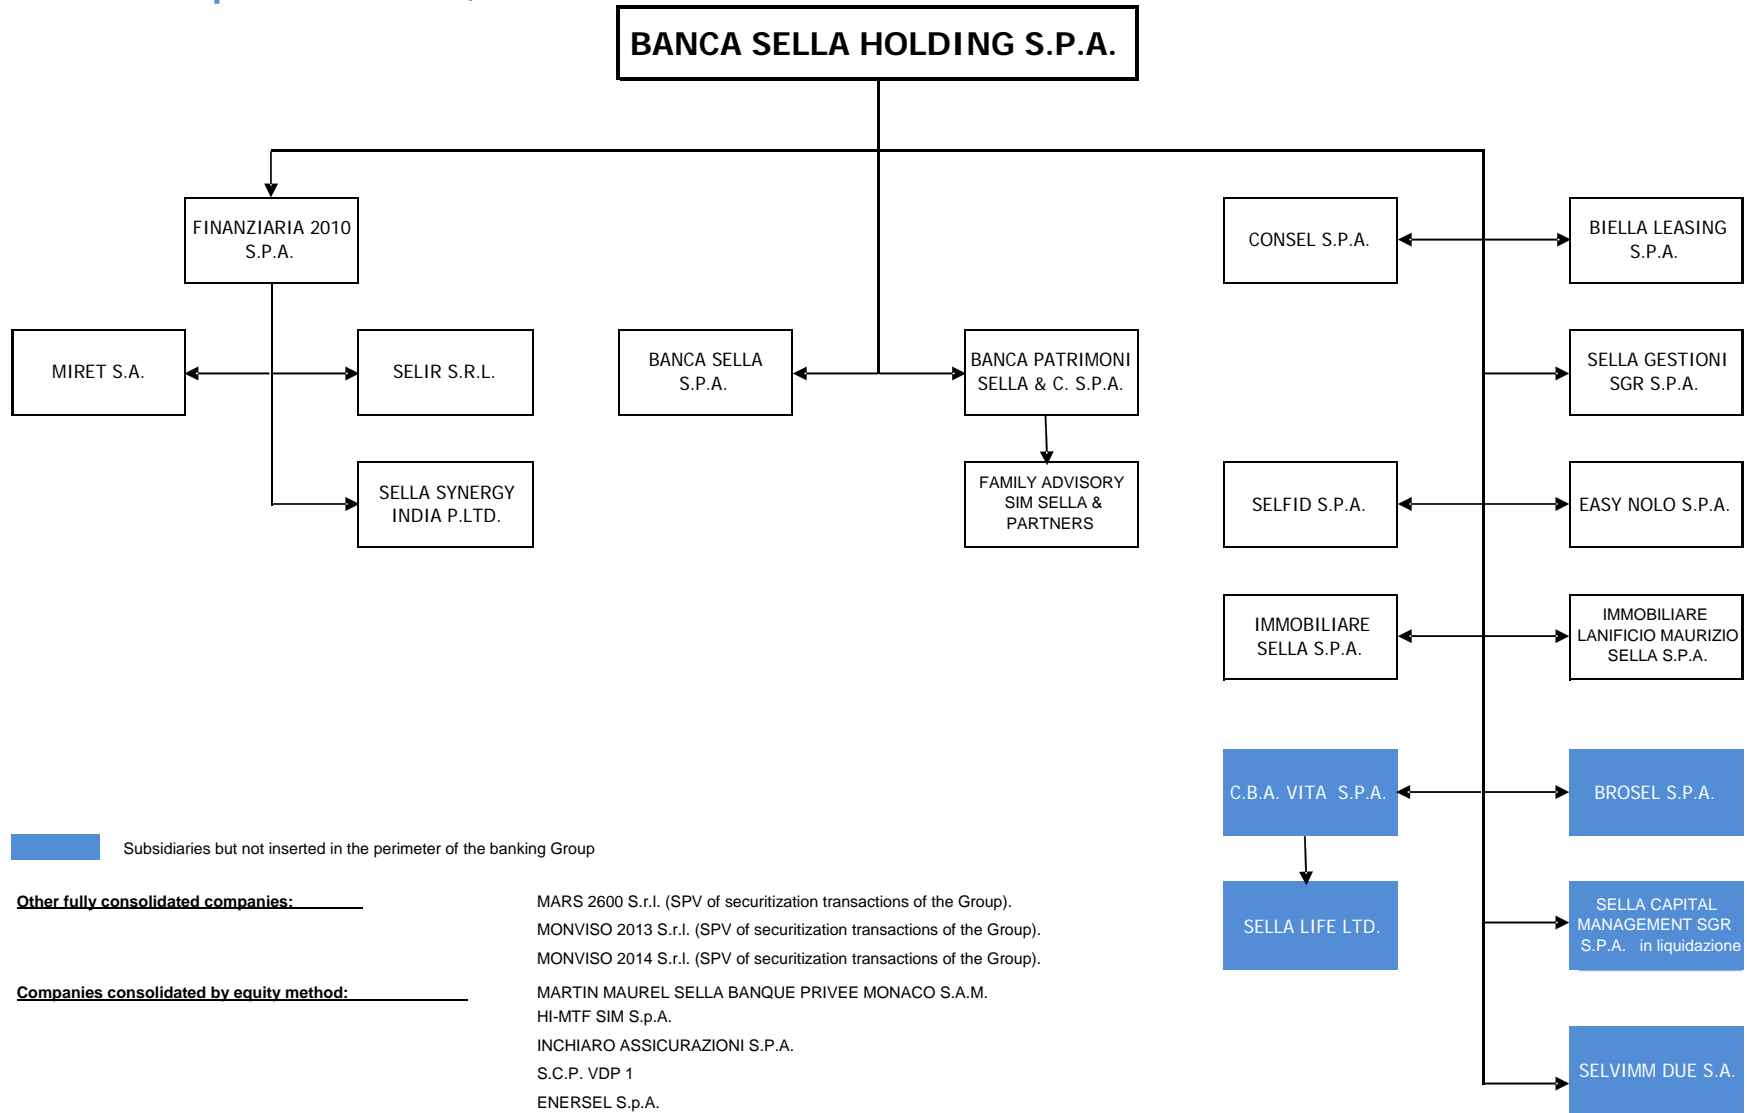 BANCA SELLA HOLDING S.P.A.
FINANZIARIA 2010
S.P.A.
CONSEL S.P.A.
BIELLA LEASING
S.P.A.
MIRET S.A.
SELIR S.R.L.
BANCA SELLA
S.P.A.
BANCA PATRIMONI
SELLA & C. S.P.A.
SELLA GESTIONI
SGR S.P.A.
SELLA SYNERGY
INDIA P.LTD.
FAMILY ADVISORY
SIM SELLA &
PARTNERS
SELFID S.P.A.
EASY NOLO S.P.A.
IMMOBILIARE
SELLA S.P.A.
IMMOBILIARE
LANIFICIO MAURIZIO
SELLA S.P.A.
C.B.A. VITA S.P.A.
BROSEL S.P.A.
Subsidiaries but not inserted in the perimeter of the banking Group
SELLA LIFE LTD.
SELLA CAPITAL
MANAGEMENT SGR
S.P.A. in liquidazione
Other fully consolidated companies:
MARS 2600 S.r.l. (SPV of securitization transactions of the Group).
MONVISO 2013 S.r.l. (SPV of securitization transactions of the Group).
MONVISO 2014 S.r.l. (SPV of securitization transactions of the Group).
Companies consolidated by equity method:
MARTIN MAUREL SELLA BANQUE PRIVEE MONACO S.A.M.
HI-MTF SIM S.p.A.
INCHIARO ASSICURAZIONI S.P.A.
S.C.P. VDP 1
ENERSEL S.p.A.
SELVIMM DUE S.A.